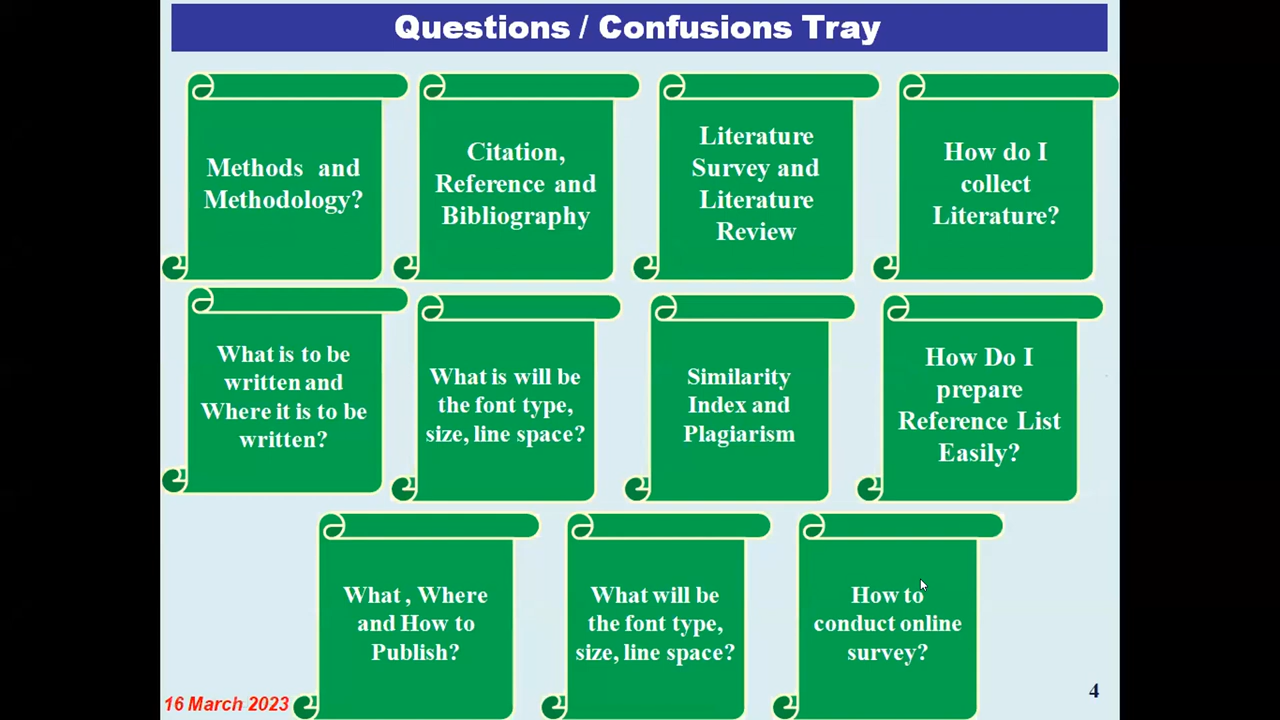 Questions / Confusions Tray
Methods and
Methodology?
Citation,
Reference and
Bibliography
Literature
Survey and
Literature
Review
How do I
collect
Literature?
What is to be
written and
Where it is to be
written?
What is will be
the font type,
size, line space?
Similarity
Index and
Plagiarism
How Do I
prepare
Reference List
Easily?
What , Where
and How to
Publish?
What will be
the font type,
size, line space?
How to
conduct online
survey?
16 March 2023
4